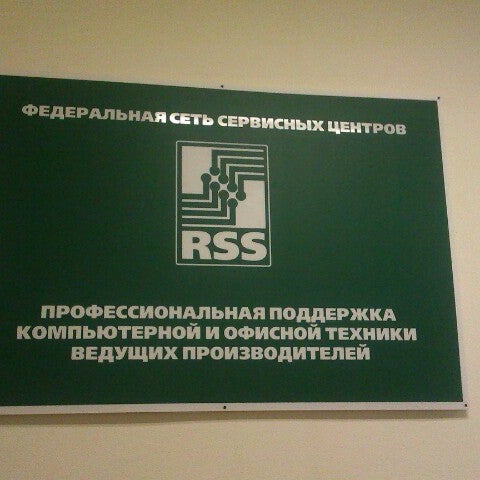 ФЕДЕРАЛЬНАЯ СЕТЬ СЕРВИСНЫХ ЦЕНТРОВ
RSS
ПРОФЕССИОНАЛЬНАЯ ПОДДЕРЖКА
КОМПЬЮТЕРНОЙ И ОФИСНОЙ ТЕХНИКИ
ВЕДУЩИХ ПРОИЗВОДИТЕЛЕЙ